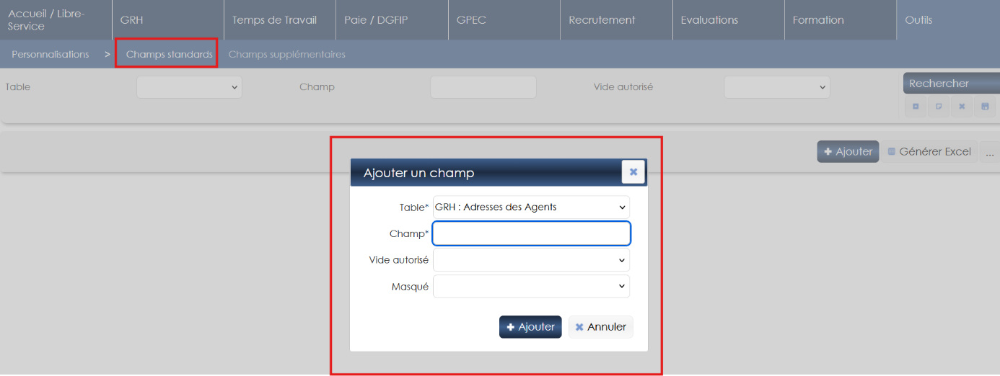 Accueil / Libre-Service
GRH
Temps de Travail
Paie / DGFIP
GPEC
Recrutement
Evaluations
Formation
Outils
Personnalisations > Champs standards Champs supplémentaires
Table Champ Vide autorisé Rechercher
+ Ajouter Générer Excel ...
Ajouter un champ
Table* GRH : Adresses des Agents
Champ*
Vide autorisé
Masqué
+ Ajouter Annuler